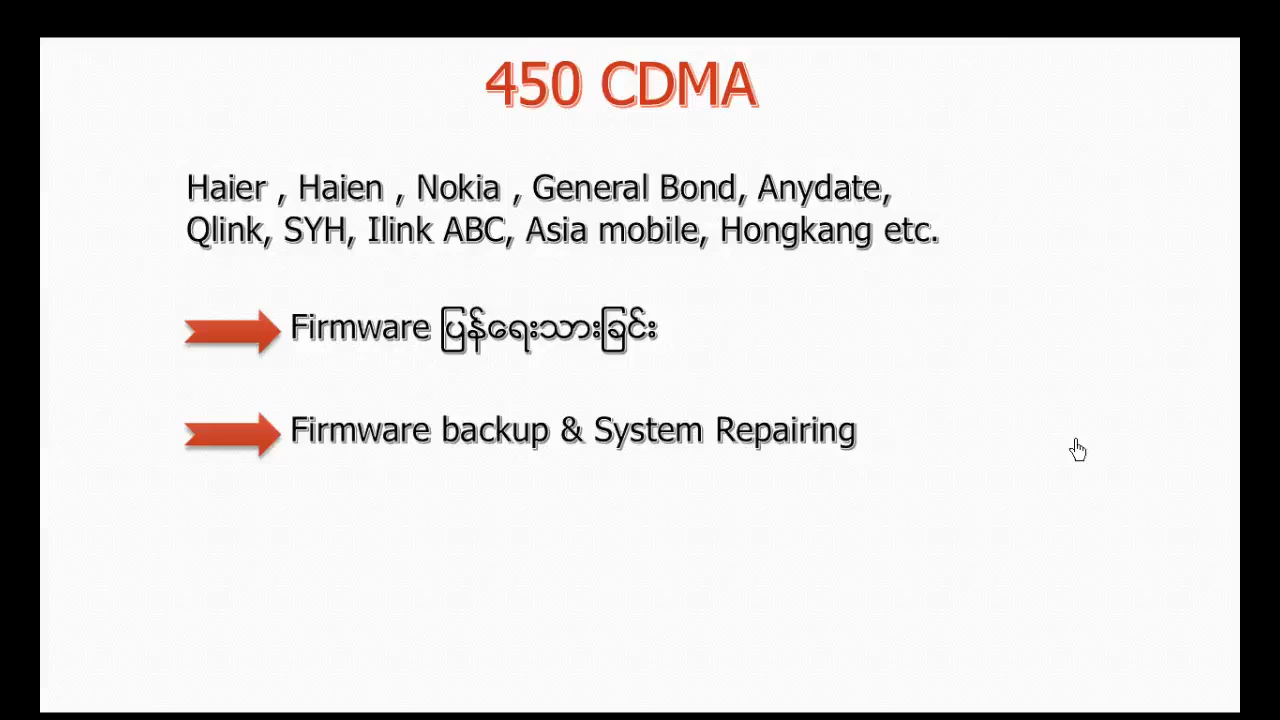 450 CDMA
Haier , Haien , Nokia , General Bond, Anydate,
Qlink, SYH, Ilink ABC, Asia mobile, Hongkang etc.
Firmware ပြန်ရေးသားခြင်း
Firmware backup & System Repairing